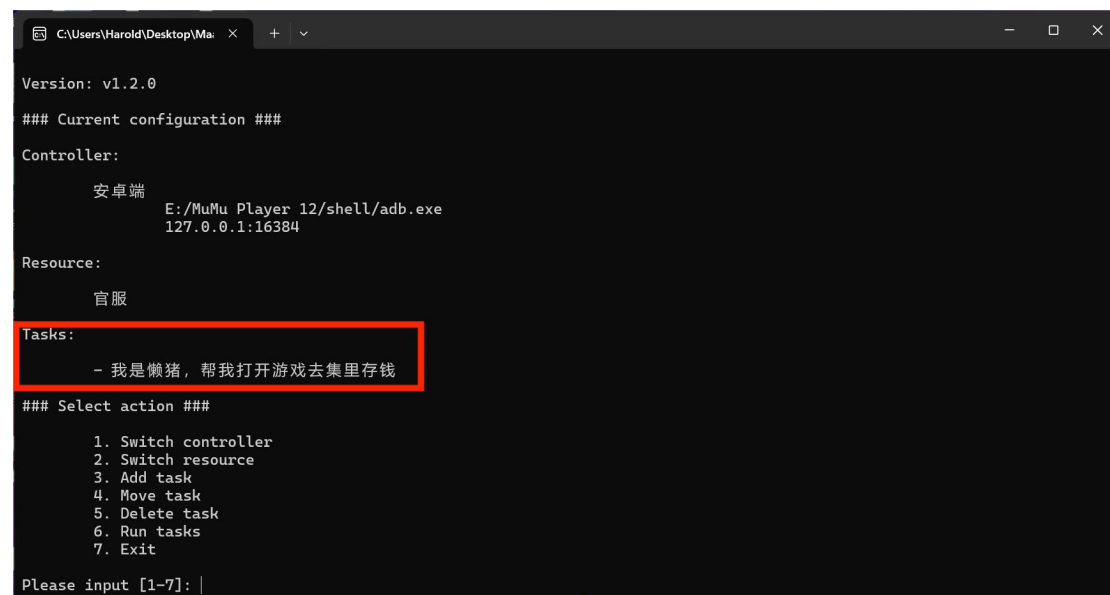 C:\Users\Harold\Desktop\Ma
Version: v1.2.0
### Current configuration ###
Controller:
安卓端
E:/MuMu Player 12/shell/adb.exe
127.0.0.1:16384
Resource:
官服
Tasks:
- 我是懒猪，帮我打开游戏去集里存钱
### Select action ###
1. Switch controller
2. Switch resource
3. Add task
4. Move task
5. Delete task
6. Run tasks
7. Exit
Please input [1-7]: